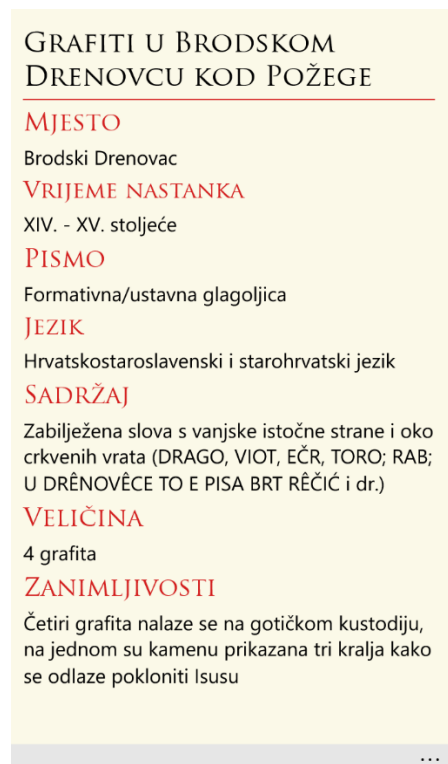 GRAFITI U BRODSKOM
DRENOVCU KOD POŽEGE
MJESTO
Brodski Drenovac
VRIJEME NASTANKA
XIV. - XV. stoljeće
PISMO
Formativna/ustavna glagoljica
JEZIK
Hrvatskostaroslavenski i starohrvatski jezik
SADRŽAJ
Zabilježena slova s vanjske istočne strane i oko
crkvenih vrata (DRAGO, VIOT, EČR, TORO; RAB;
U DRÊNOVÊCE TO E PISA BRT RÊČIĆ i dr.)
VELIČINA
4 grafita
ZANIMLJIVOSTI
Četiri grafita nalaze se na gotičkom kustodiju,
na jednom su kamenu prikazana tri kralja kako
se odlaze pokloniti Isusu
...